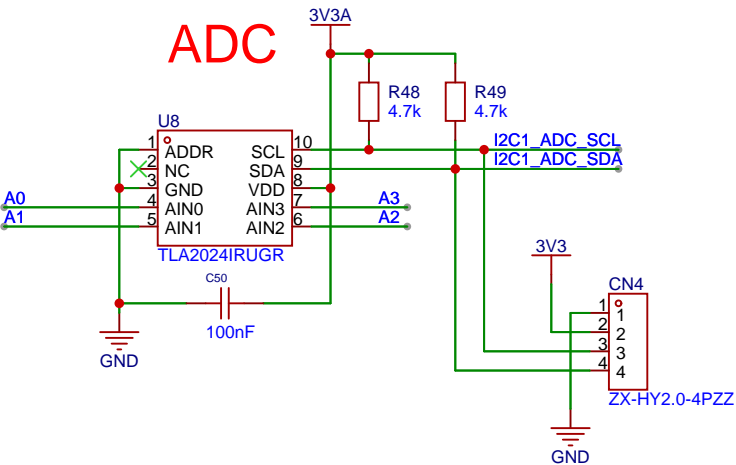 ADC
3V3A
R48
4.7k
R49
4.7k
U8
1 ADDR SCL 10
2 NC SDA 9
3 GND VDD 8
4 AIN0 AIN3 7
5 AIN1 AIN2 6
A0
A1
A3
A2
TLA2024IRUGR
I2C1_ADC_SCL
I2C1_ADC_SDA
C50
100nF
GND
3V3
CN4
1 1
2 2
3 3
4 4
ZX-HY2.0-4PZZ
GND